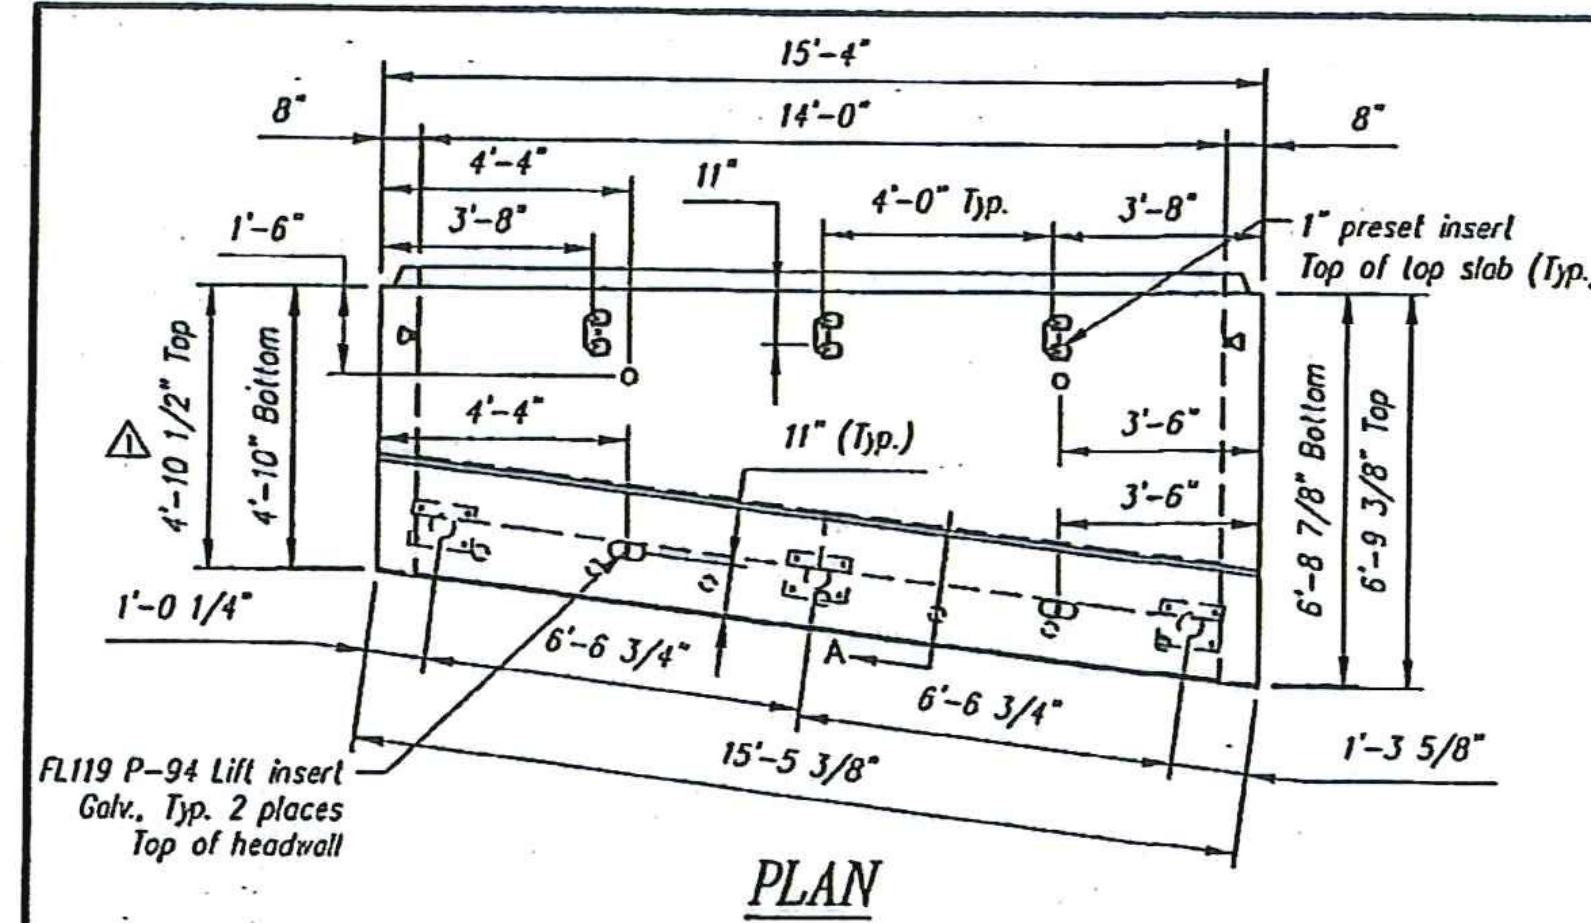 15'-4"
8"
14'-0"
8"
4'-4"
11"
4'-0" Typ.
3'-8"
3'-8"
1'-6"
1" preset insert
Top of top slab (Typ.
4'-10 1/2" Top
4'-10" Bottom
4'-4"
11" (Typ.)
3'-6"
3'-6"
6'-8 7/8" Bottom
6'-9 3/8" Top
1
1'-0 1/4"
6'-6 3/4"
A
6'-6 3/4"
15'-5 3/8"
1'-3 5/8"
FL119 P-94 Lift insert
Galv., Typ. 2 places
Top of headwall
PLAN